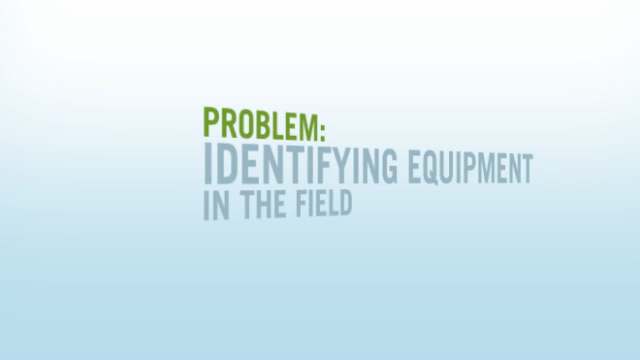 PROBLEM:
IDENTIFYING EQUIPMENT
IN THE FIELD